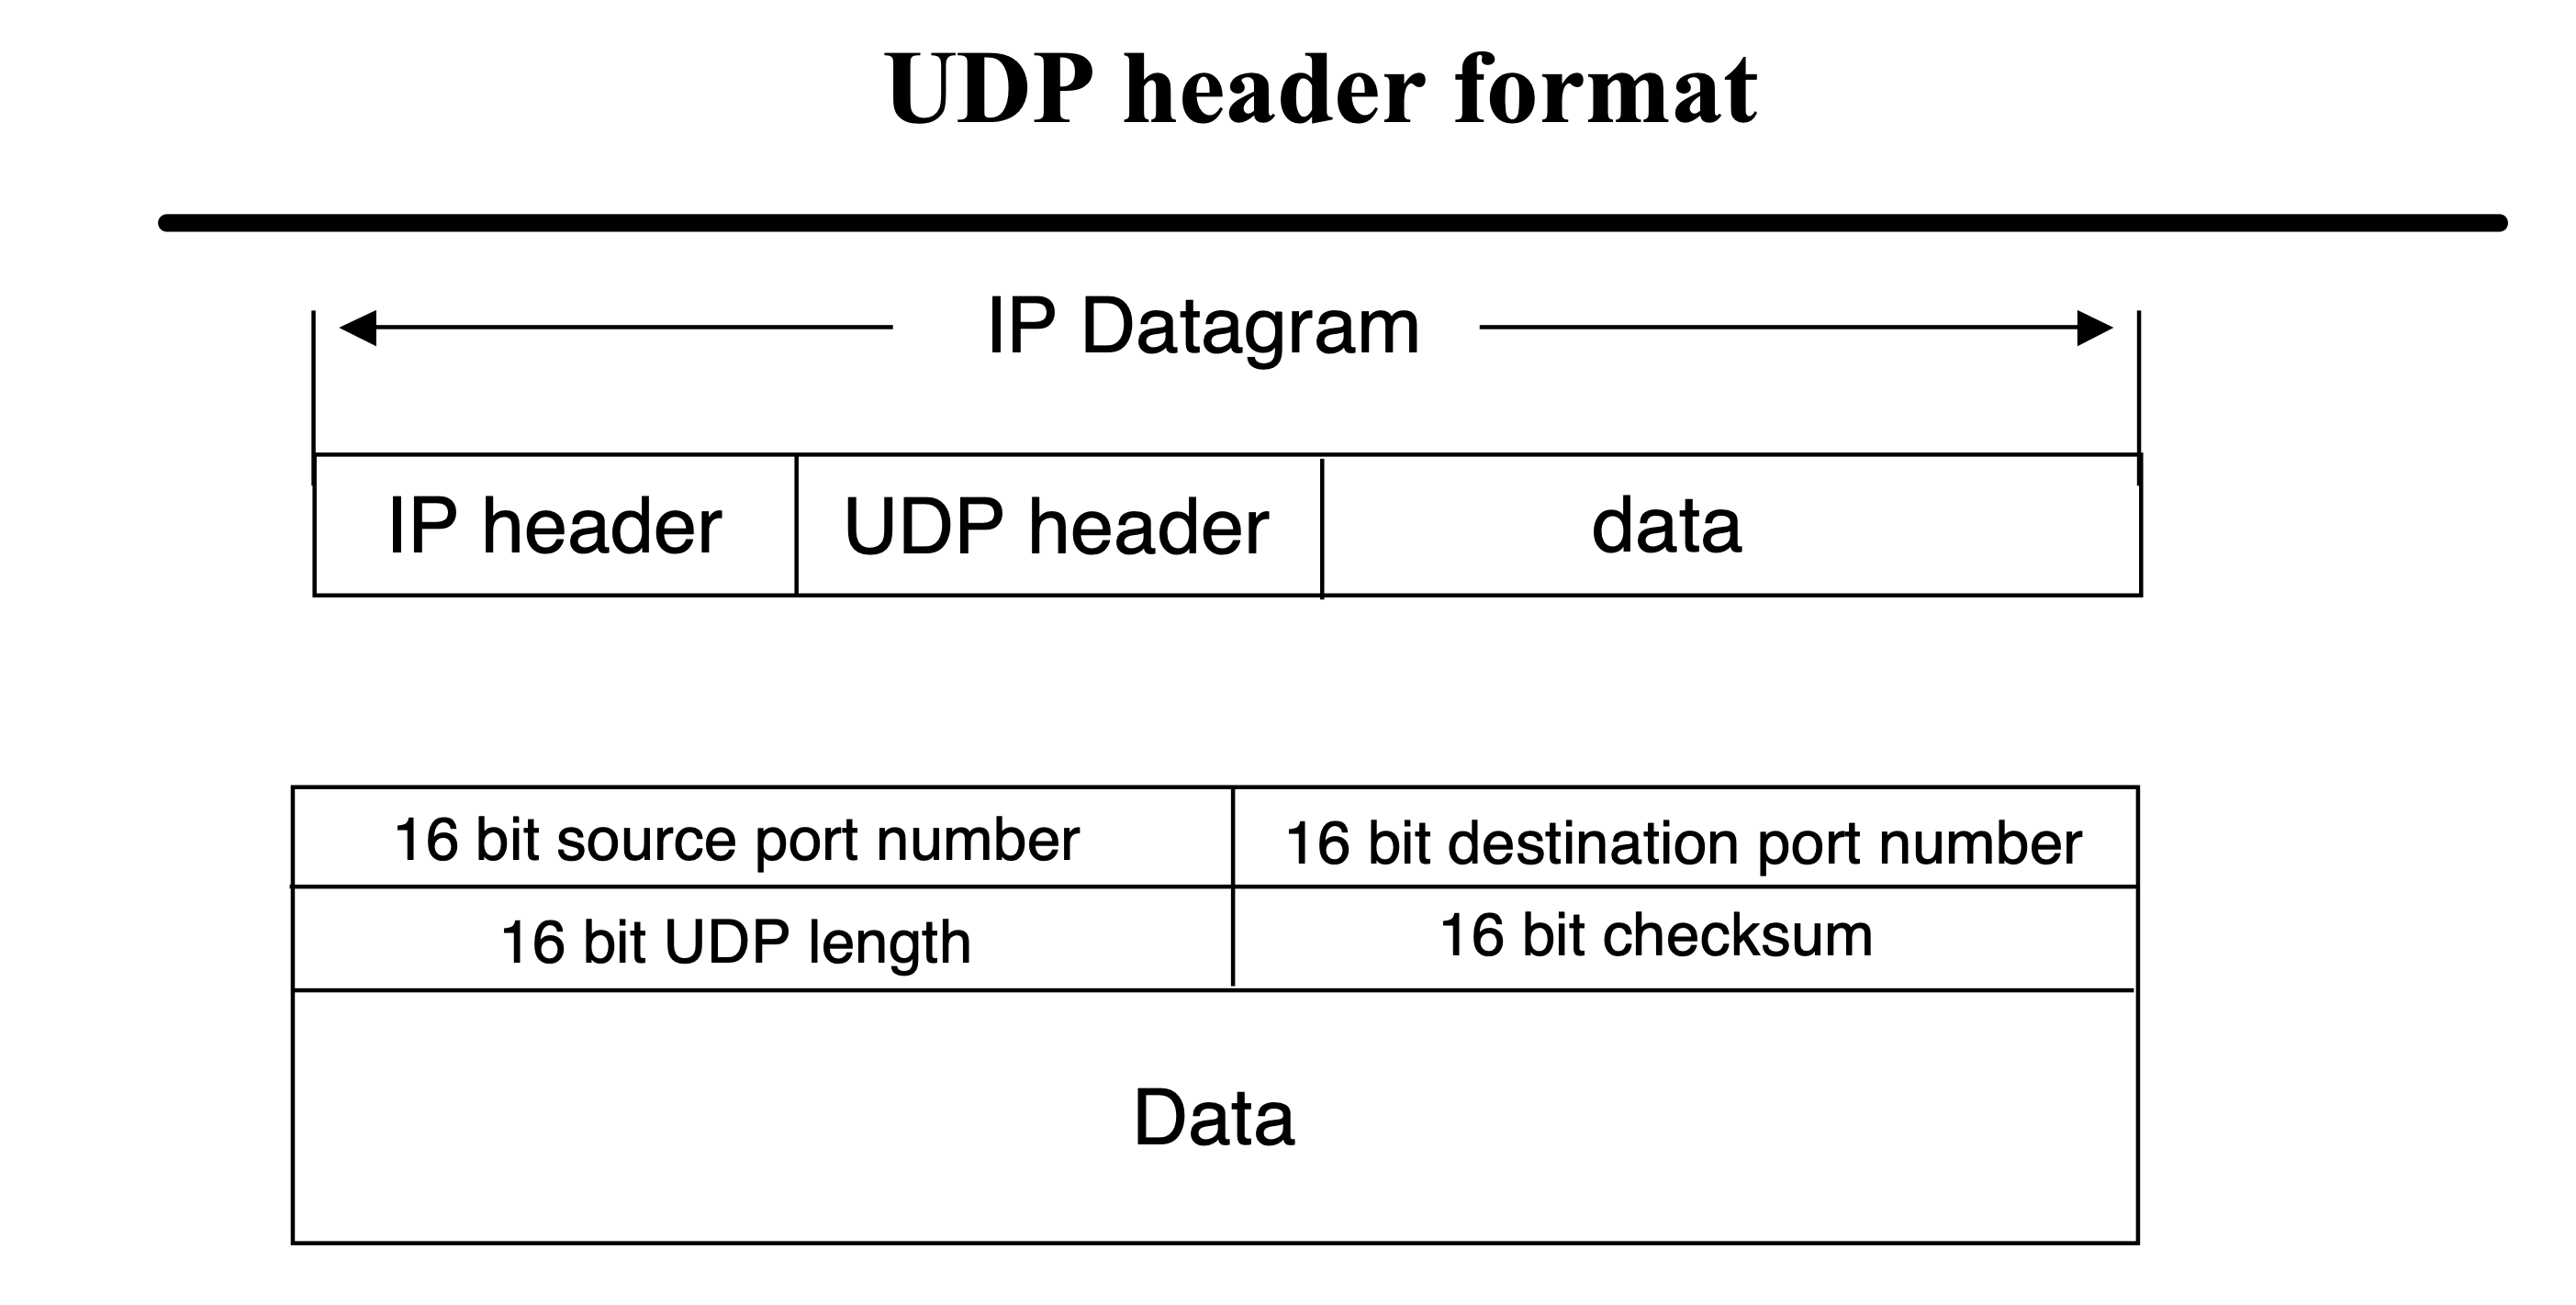 UDP header format
IP Datagram
IP header UDP header data
16 bit source port number 16 bit destination port number
16 bit UDP length 16 bit checksum
Data